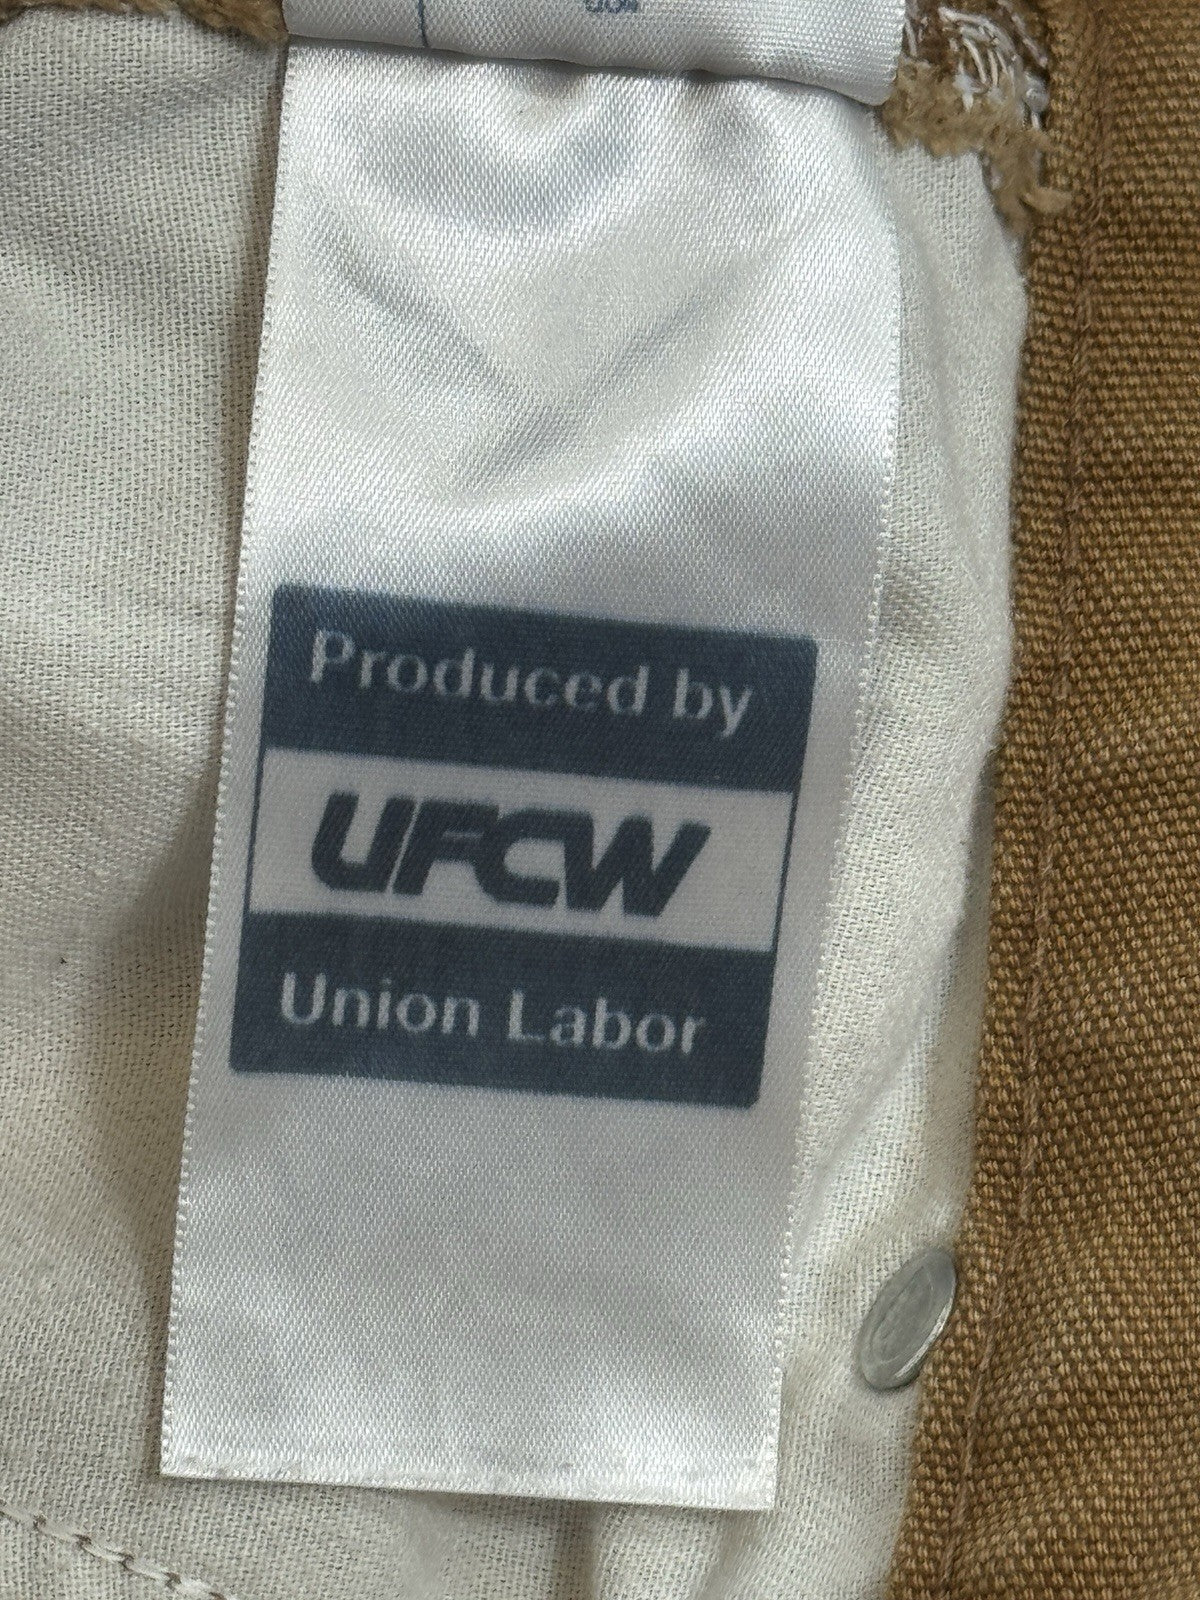 Produced by
UFCW
Union Labor